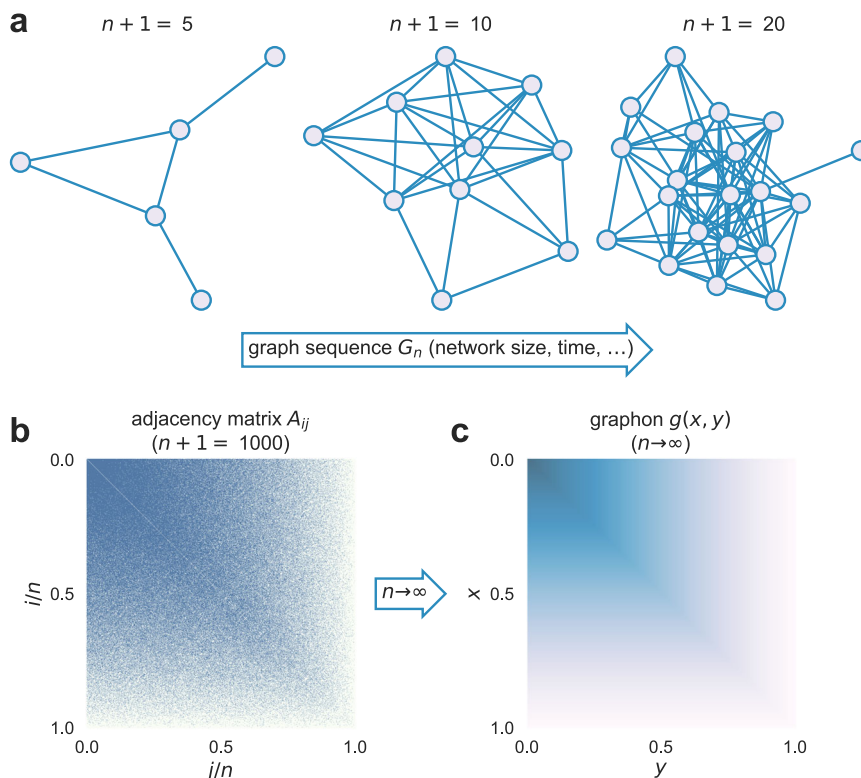 a
n + 1 = 5
n + 1 = 10
n + 1 = 20
graph sequence Gₙ (network size, time, …)
b
adjacency matrix Aᵢⱼ
(n + 1 = 1000)
0.0
0.5
1.0
i/n
0.0
0.5
1.0
j/n
n→∞
c
graphon g(x, y)
(n→∞)
0.0
0.5
1.0
x
0.0
0.5
1.0
y